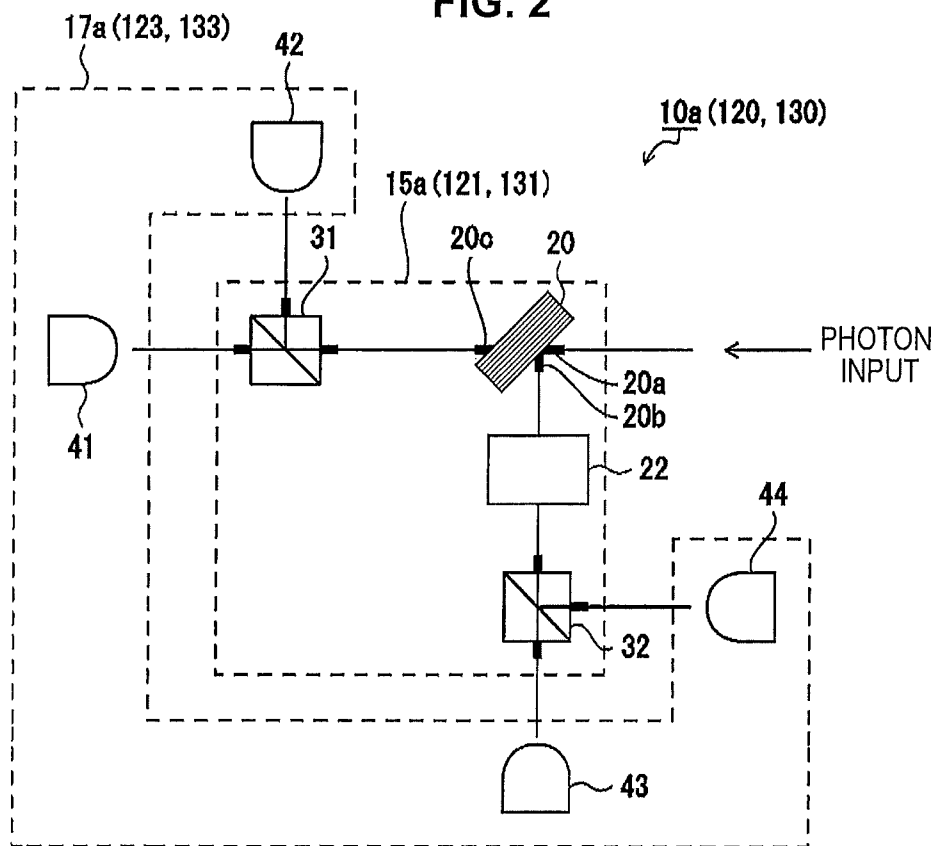 FIG. 2
17a (123, 133)
42
10a (120, 130)
15a (121, 131)
31
20c
20
PHOTON
INPUT
20a
20b
41
22
44
32
43